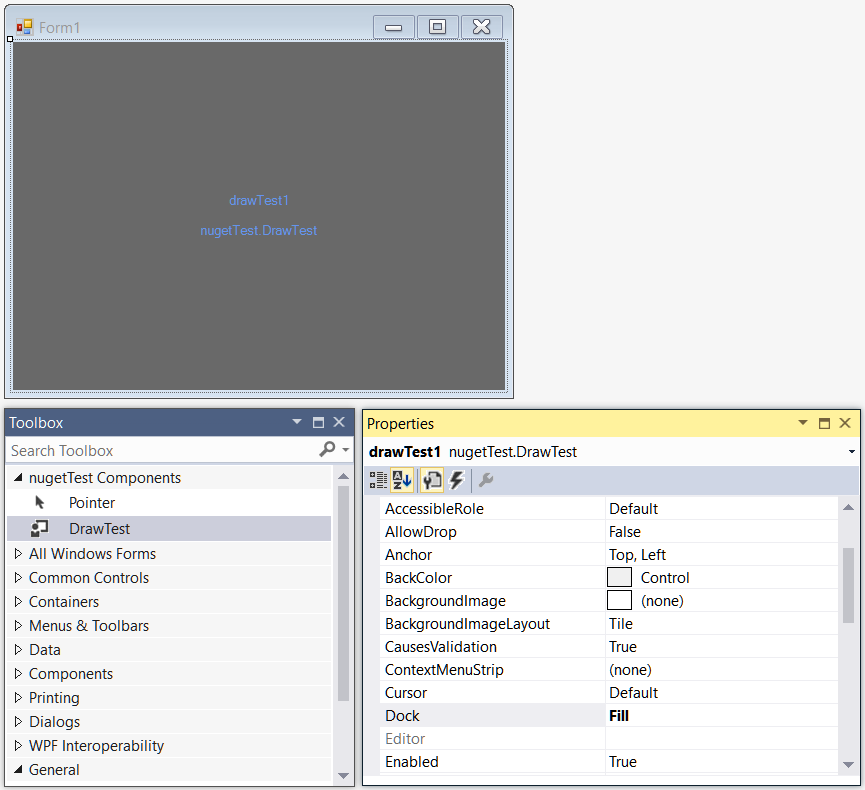 Form1
drawTest1
nugetTest.DrawTest
Toolbox
Search Toolbox
nugetTest Components
Pointer
DrawTest
All Windows Forms
Common Controls
Containers
Menus & Toolbars
Data
Components
Printing
Dialogs
WPF Interoperability
General
Properties
drawTest1 nugetTest.DrawTest
AccessibleRole Default
AllowDrop False
Anchor Top, Left
BackColor Control
BackgroundImage (none)
BackgroundImageLayout Tile
CausesValidation True
ContextMenuStrip (none)
Cursor Default
Dock Fill
Editor
Enabled True